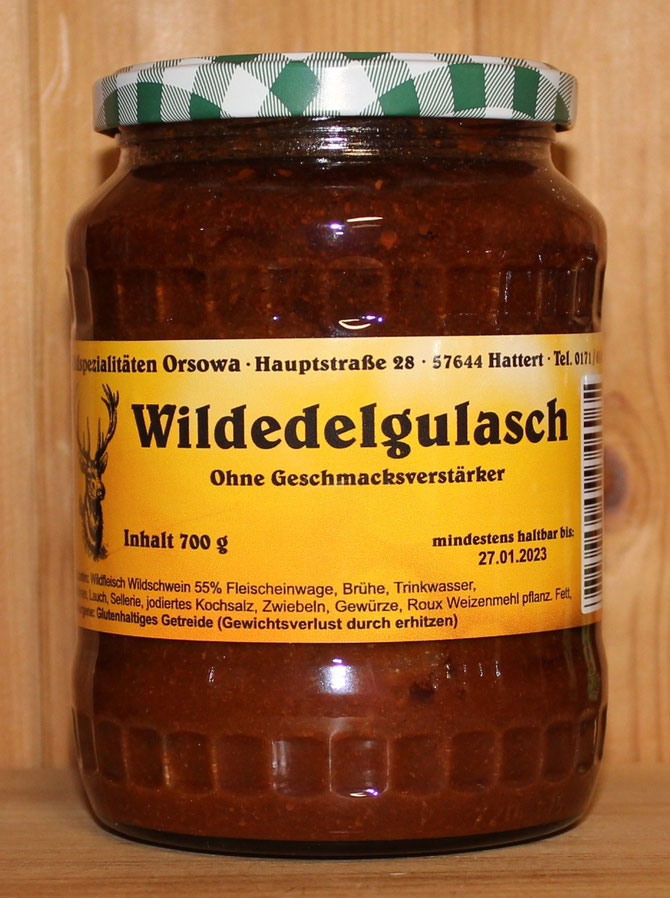 dspezialitäten Orsowa · Hauptstraße 28 · 57644 Hattert · Tel. 0171 /
Wildedelgulasch
Ohne Geschmacksverstärker
Inhalt 700 g
mindestens haltbar bis:
27.01.2023
Wildfleisch Wildschwein 55% Fleischeinwage, Brühe, Trinkwasser,
Lauch, Sellerie, jodiertes Kochsalz, Zwiebeln, Gewürze, Roux Weizenmehl pflanz. Fett,
Glutenhaltiges Getreide (Gewichtsverlust durch erhitzen)